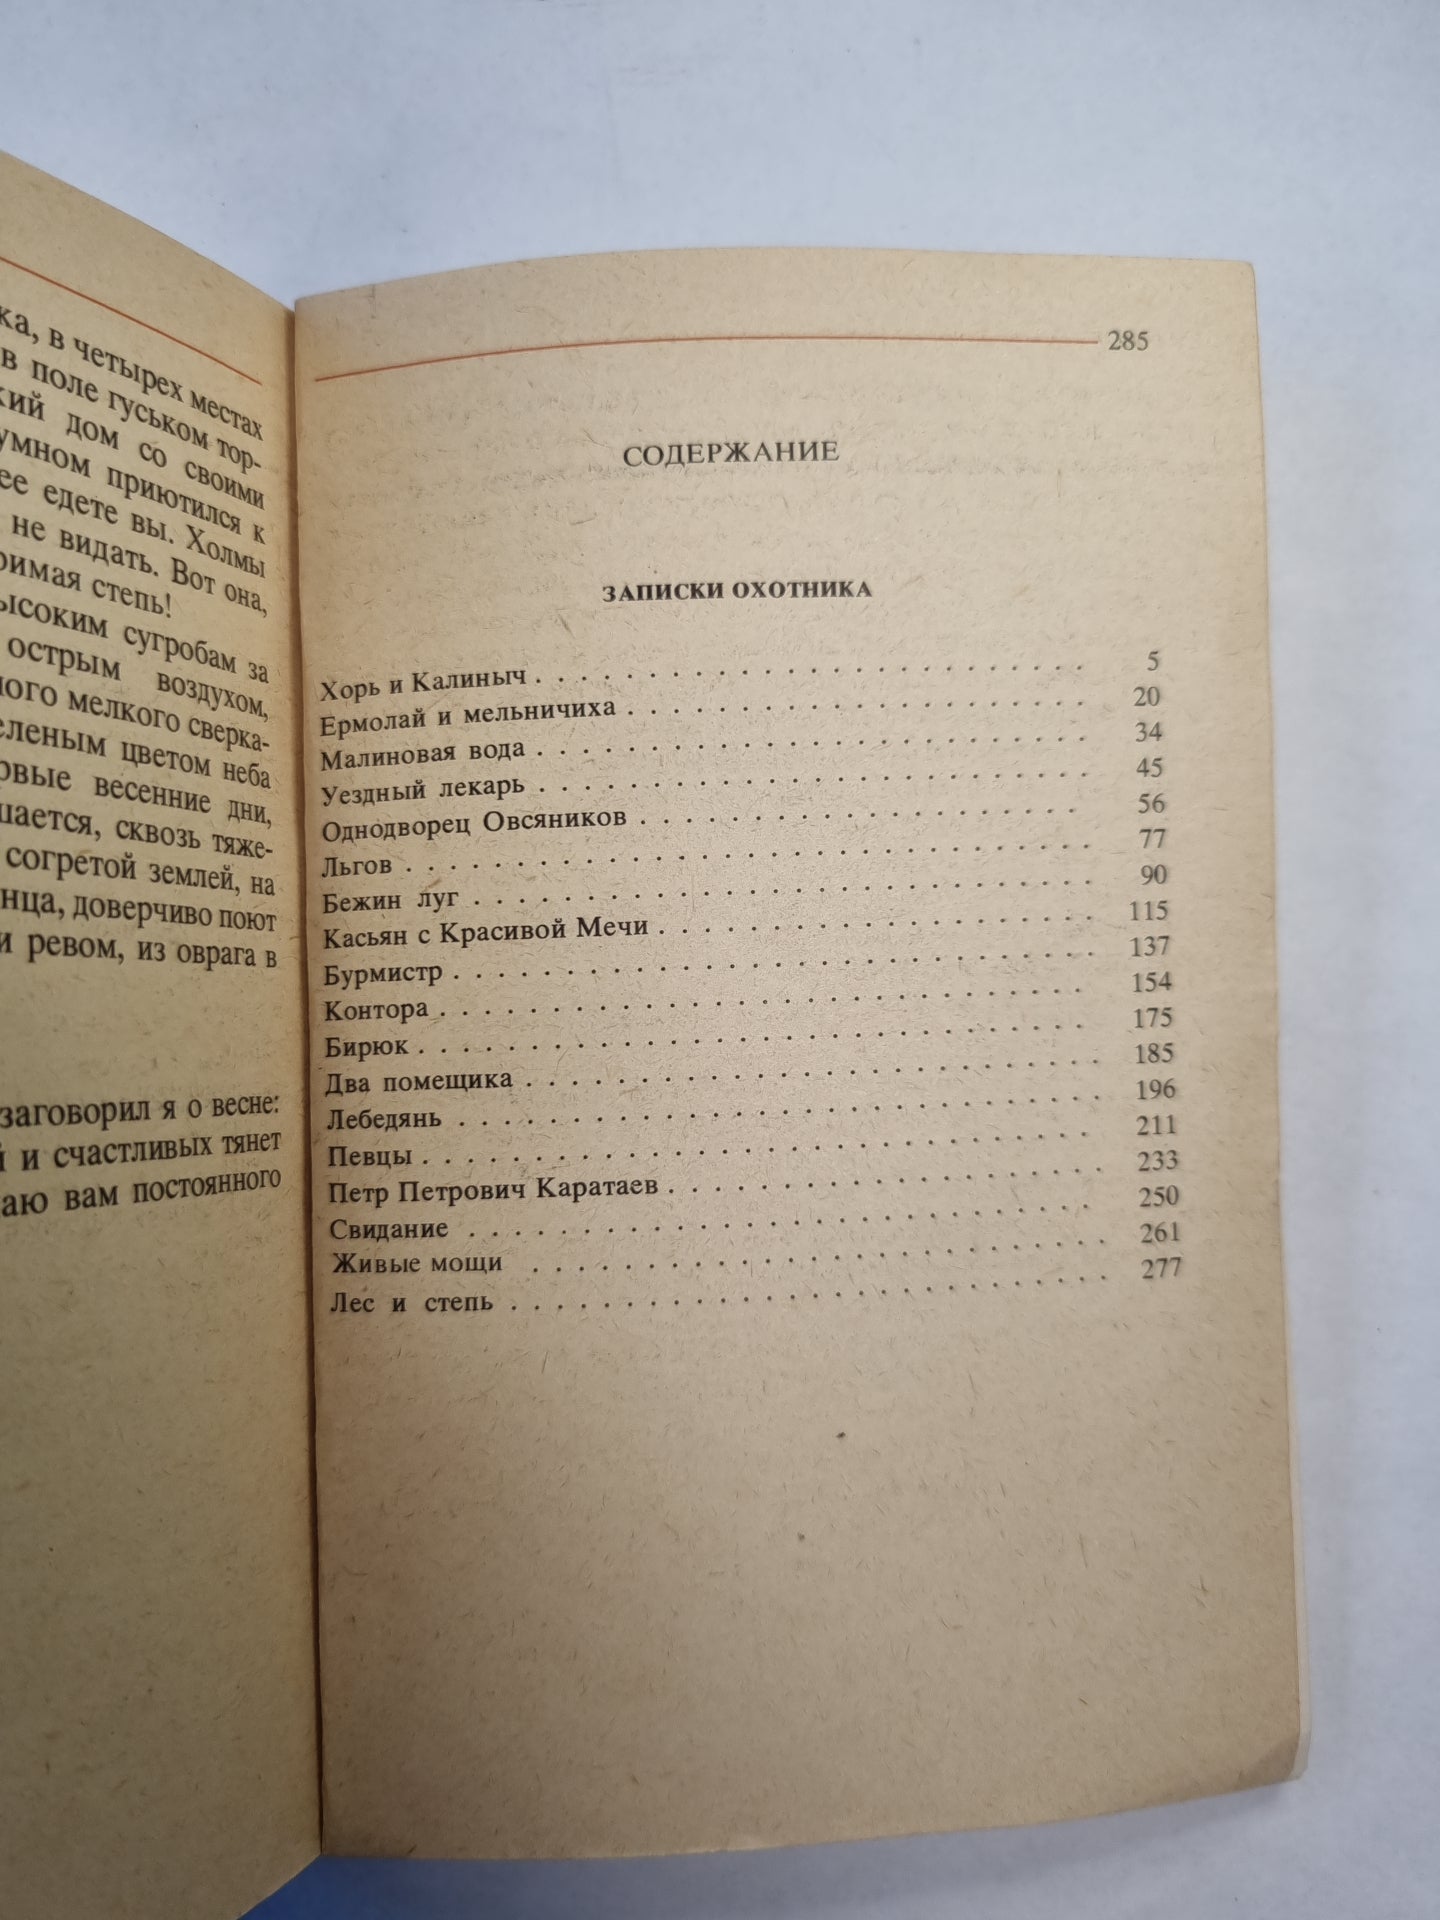 ка, в четырех местах
в поле гуськом тор-
кий дом со своими
умном приютился к
ее едете вы. Холмы
не видать. Вот она,
римая степь!
ысоким сугробам за
острым воздухом,
ного мелкого сверка-
еленым цветом неба
рвые весенние дни,
шается, сквозь тяже-
согретой землей, на
нца, доверчиво поют
и ревом, из оврага в
заговорил я о весне:
й и счастливых тянет
аю вам постоянного
285
СОДЕРЖАНИЕ
ЗАПИСКИ ОХОТНИКА
Хорь и Калиныч . . . . . . . . . . . . . . . . . . . . . . . . 5
Ермолай и мельничиха . . . . . . . . . . . . . . . . . . . . 20
Малиновая вода . . . . . . . . . . . . . . . . . . . . . . . . 34
Уездный лекарь . . . . . . . . . . . . . . . . . . . . . . . . 45
Однодворец Овсяников . . . . . . . . . . . . . . . . . . . 56
Льгов . . . . . . . . . . . . . . . . . . . . . . . . . . . . . . 77
Бежин луг . . . . . . . . . . . . . . . . . . . . . . . . . . . 90
Касьян с Красивой Мечи . . . . . . . . . . . . . . . . . . . 115
Бурмистр . . . . . . . . . . . . . . . . . . . . . . . . . . . . 137
Контора . . . . . . . . . . . . . . . . . . . . . . . . . . . . 154
Бирюк . . . . . . . . . . . . . . . . . . . . . . . . . . . . . 175
Два помещика . . . . . . . . . . . . . . . . . . . . . . . . . 185
Лебедянь . . . . . . . . . . . . . . . . . . . . . . . . . . . . 196
Певцы . . . . . . . . . . . . . . . . . . . . . . . . . . . . . 211
Петр Петрович Каратаев . . . . . . . . . . . . . . . . . . . 233
Свидание . . . . . . . . . . . . . . . . . . . . . . . . . . . 250
Живые мощи . . . . . . . . . . . . . . . . . . . . . . . . . 261
Лес и степь . . . . . . . . . . . . . . . . . . . . . . . . . . 277